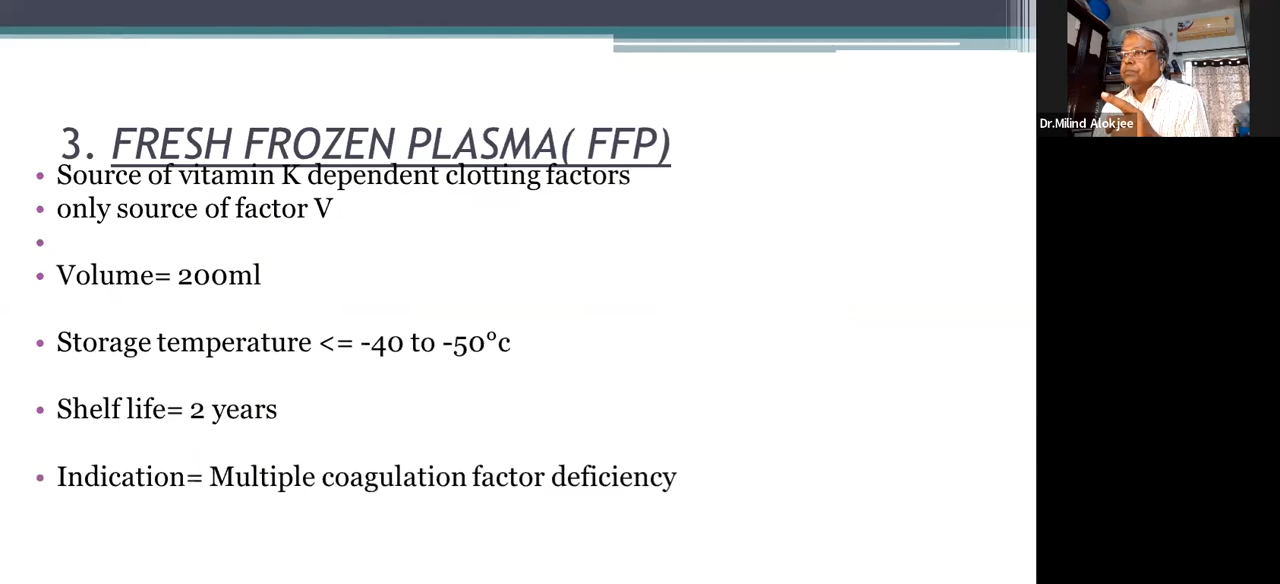 3. FRESH FROZEN PLASMA( FFP)
• Source of vitamin K dependent clotting factors
• only source of factor V
•
• Volume= 200ml
• Storage temperature <= -40 to -50°c
• Shelf life= 2 years
• Indication= Multiple coagulation factor deficiency
Dr.Milind Alokjee